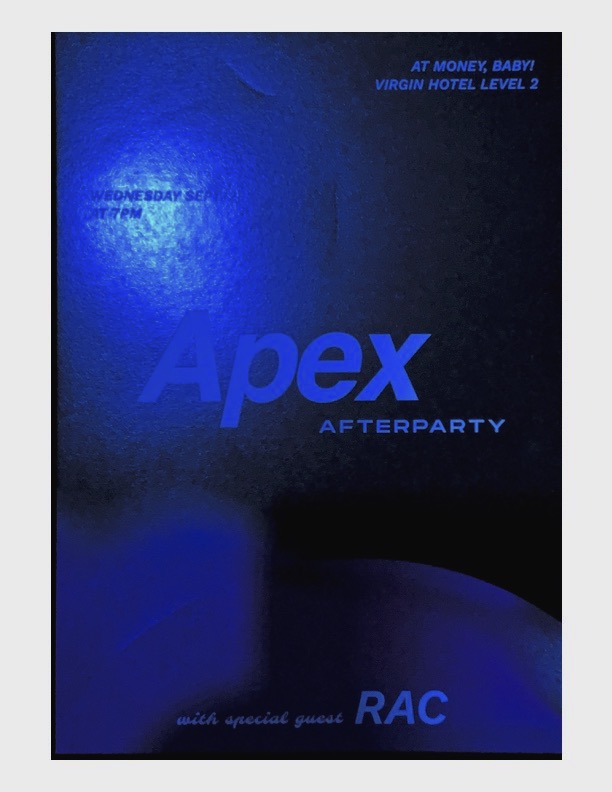 AT MONEY, BABY!
VIRGIN HOTEL LEVEL 2
WEDNESDAY
AT 7PM
Apex
AFTERPARTY
with special guest RAC